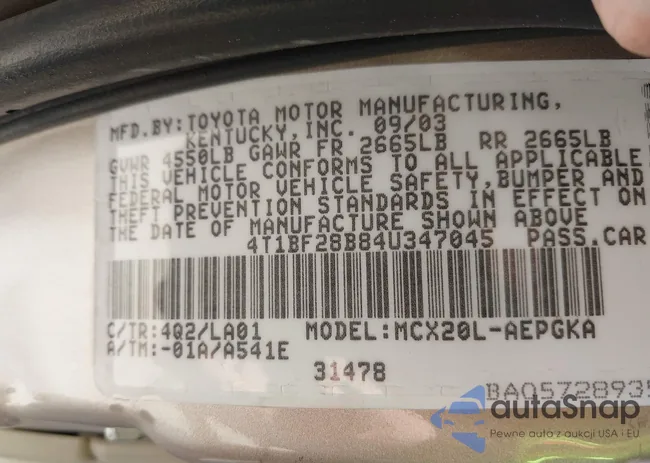 MFD.BY:TOYOTA MOTOR MANUFACTURING,
KENTUCKY,INC. 09/03
GVWR 4550LB GAWR FR 2665LB RR 2665LB
THIS VEHICLE CONFORMS TO ALL APPLICABLE
FEDERAL MOTOR VEHICLE SAFETY,BUMPER AND
THEFT PREVENTION STANDARDS IN EFFECT ON
THE DATE OF MANUFACTURE SHOWN ABOVE
4T1BF28B84U347045 PASS.CAR
C/TR:4Q2/LA01 MODEL:MCX20L-AEPGKA
A/TM:-01A/A541E
31478
BAQ5728935
autaSnap
Pewne auta z aukcji USA i EU